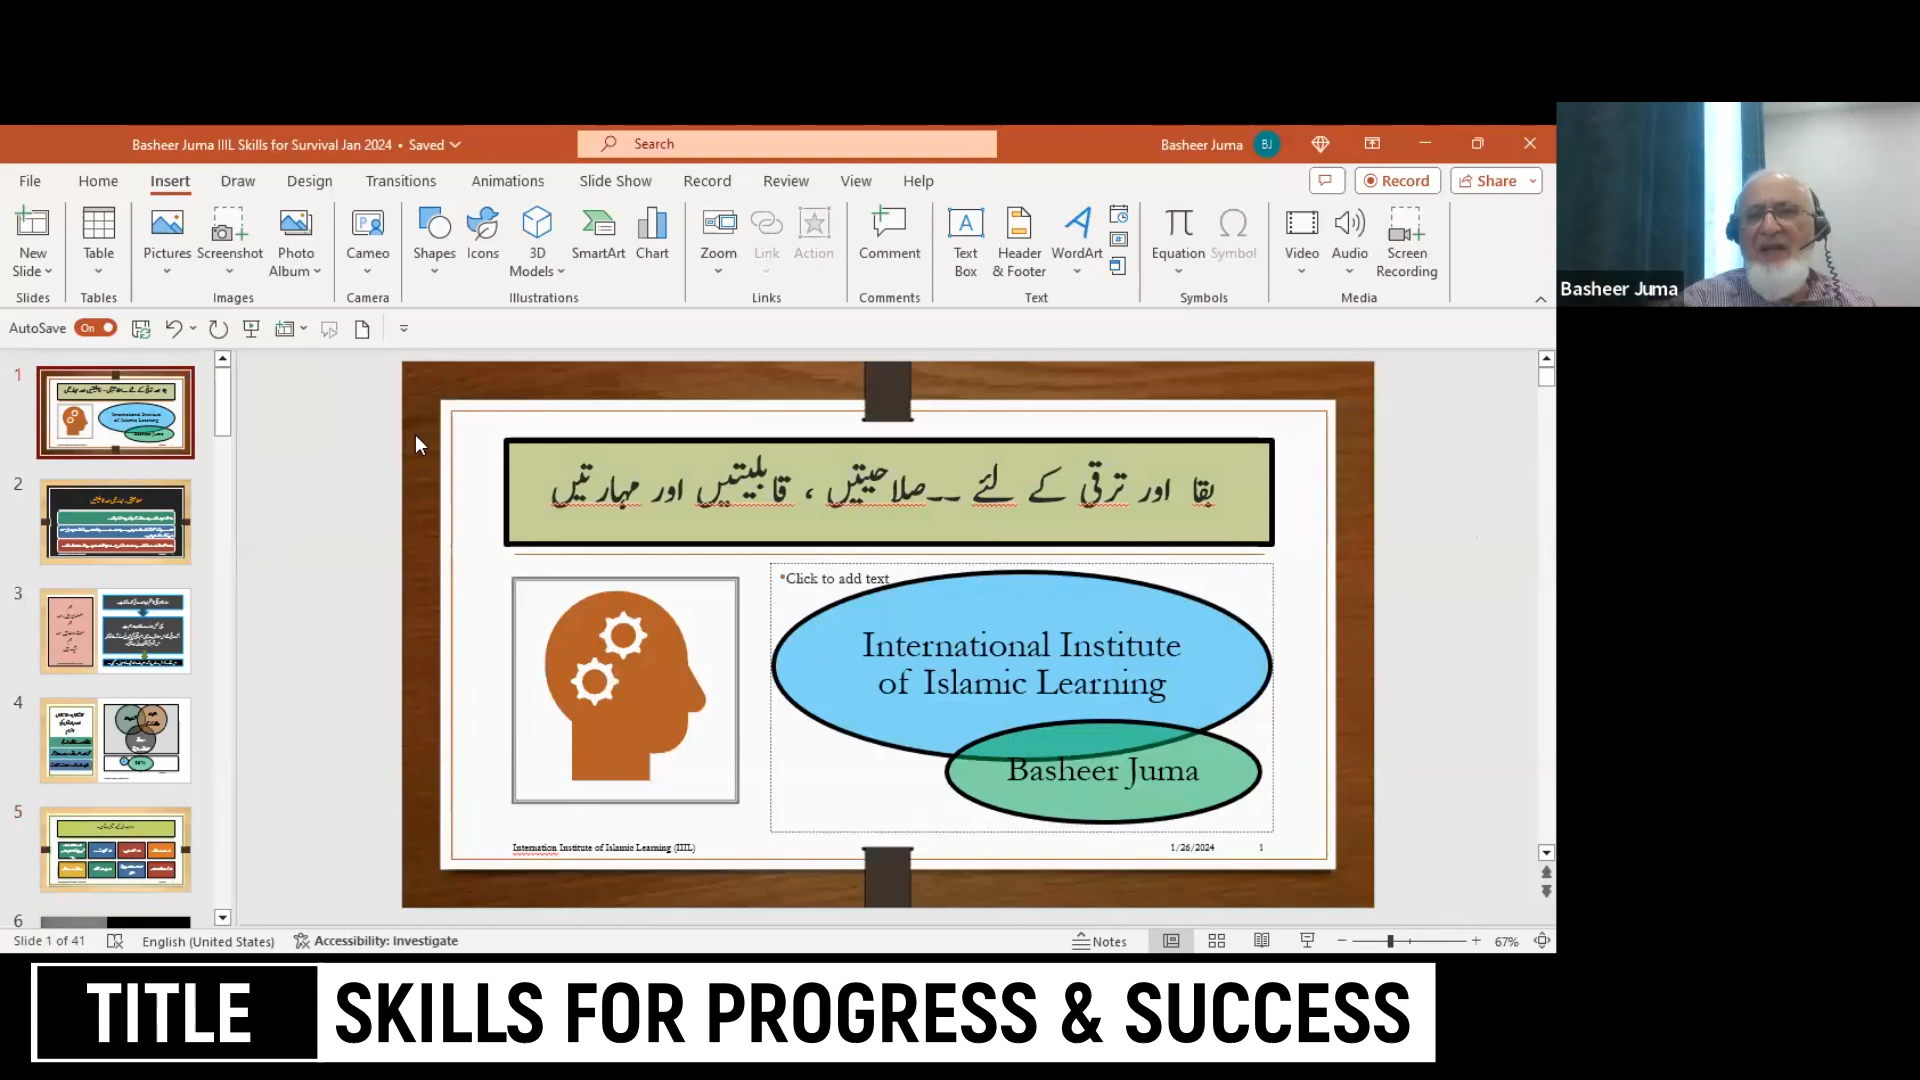 Basheer Juma IIIL Skills for Survival Jan 2024 • Saved
Search
Basheer Juma BJ
File Home Insert Draw Design Transitions Animations Slide Show Record Review View Help
Record Share
New Slide
Table
Pictures
Screenshot
Photo Album
Cameo
Shapes
Icons
3D Models
SmartArt
Chart
Zoom
Link
Action
Comment
Text Box
Header & Footer
WordArt
Equation
Symbol
Video
Audio
Screen Recording
Slides Tables Images Camera Illustrations Links Comments Text Symbols Media
AutoSave On
Basheer Juma
1
2
3
4
5
6
بقا اور ترقی کے لئے ۔۔صلاحیتیں ، قابلیتیں اور مہارتیں
•Click to add text
International Institute
of Islamic Learning
Basheer Juma
Internation Institute of Islamic Learning (IIIL)
1/26/2024
1
Slide 1 of 41
English (United States)
Accessibility: Investigate
Notes
67%
TITLE
SKILLS FOR PROGRESS & SUCCESS